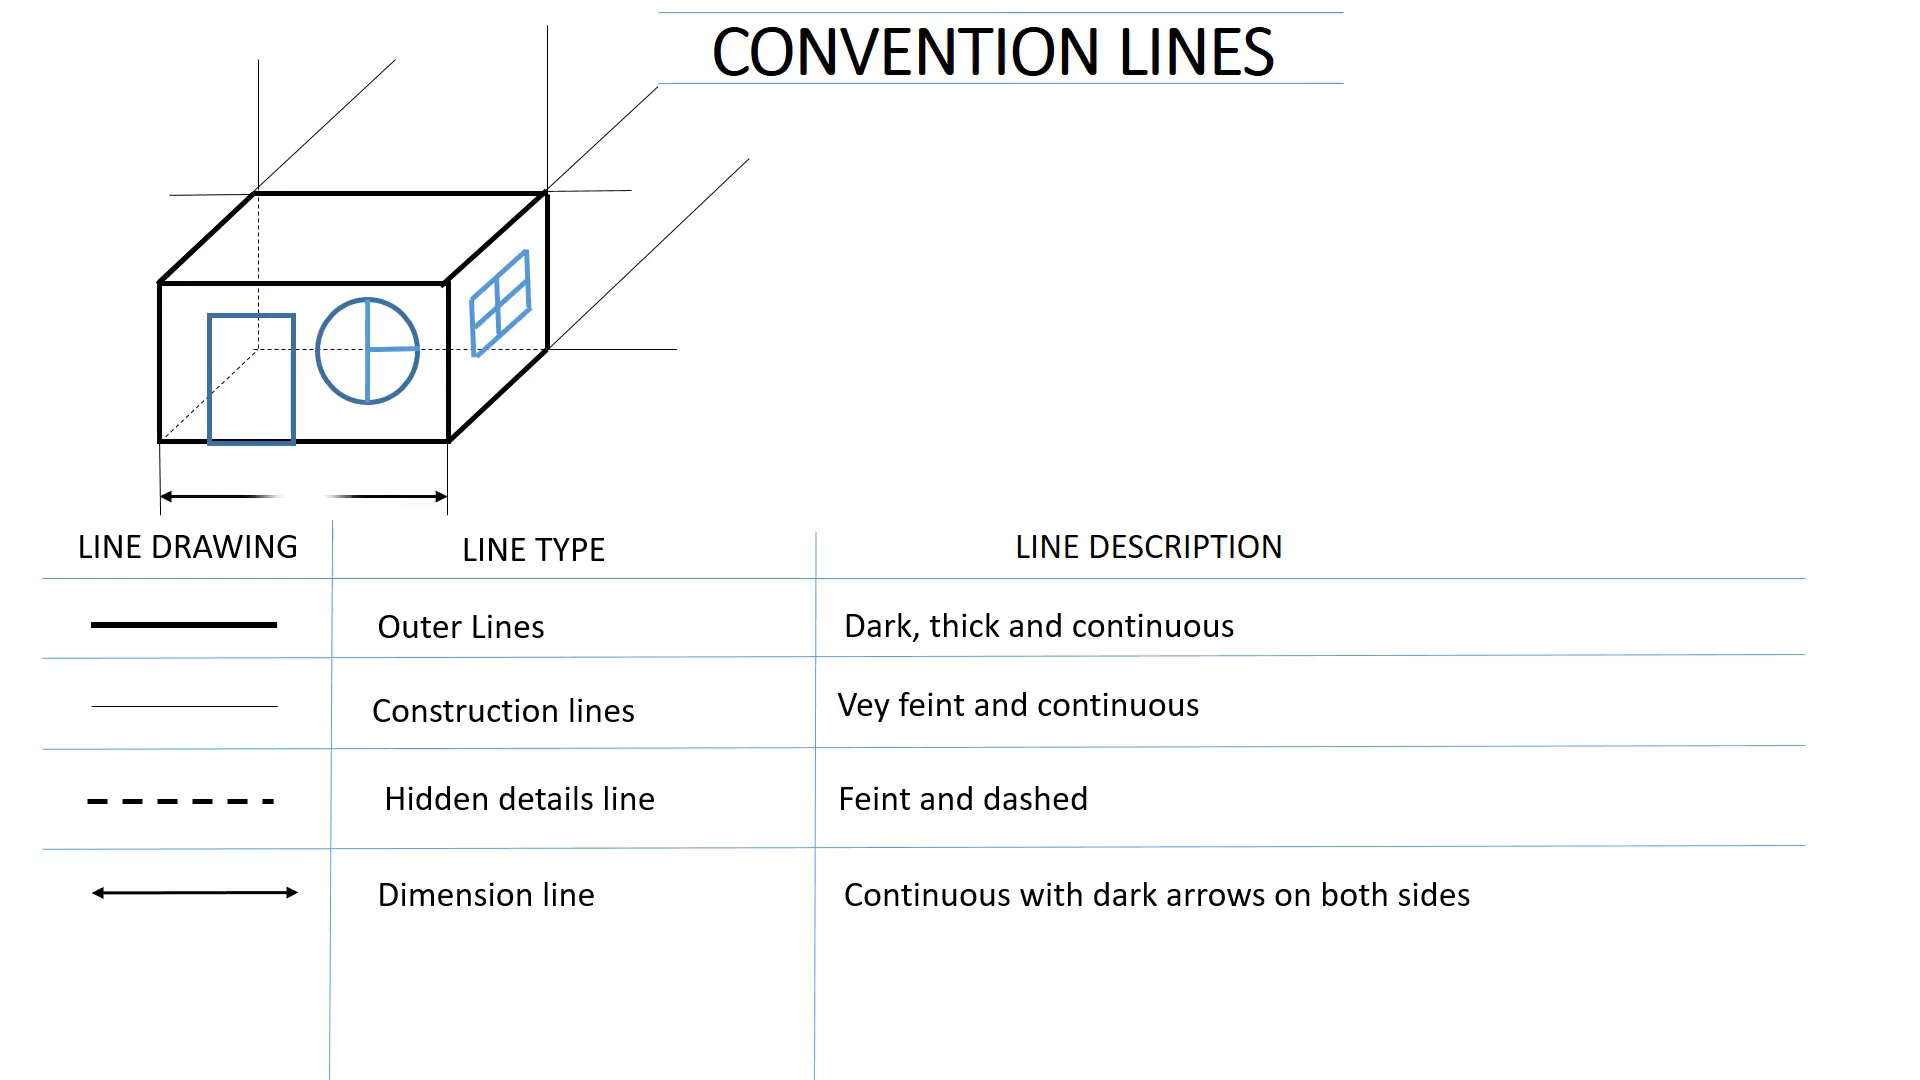 CONVENTION LINES
LINE DRAWING LINE TYPE LINE DESCRIPTION
Outer Lines Dark, thick and continuous
Construction lines Vey feint and continuous
Hidden details line Feint and dashed
Dimension line Continuous with dark arrows on both sides